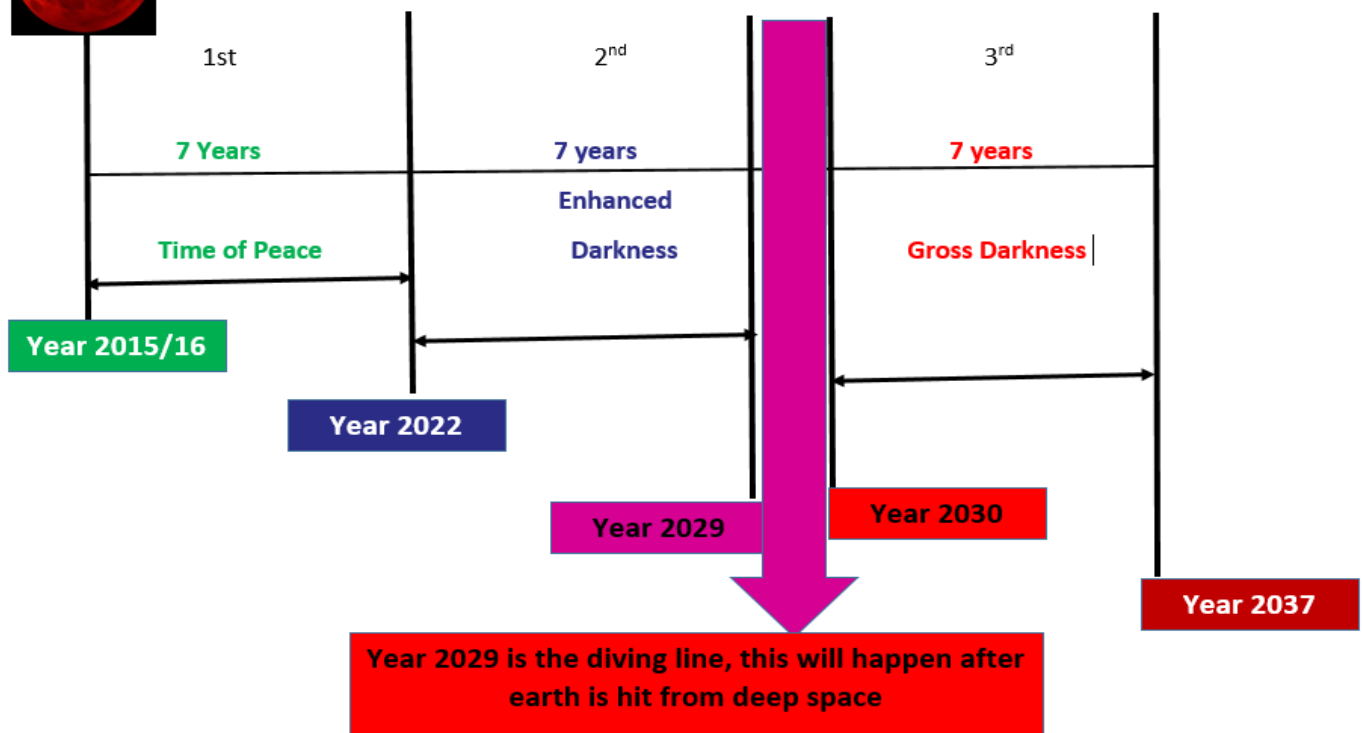 1st
2nd
3rd
7 Years
7 years
7 years
Enhanced
Time of Peace
Darkness
Gross Darkness
Year 2015/16
Year 2022
Year 2029
Year 2030
Year 2037
Year 2029 is the diving line, this will happen after
earth is hit from deep space